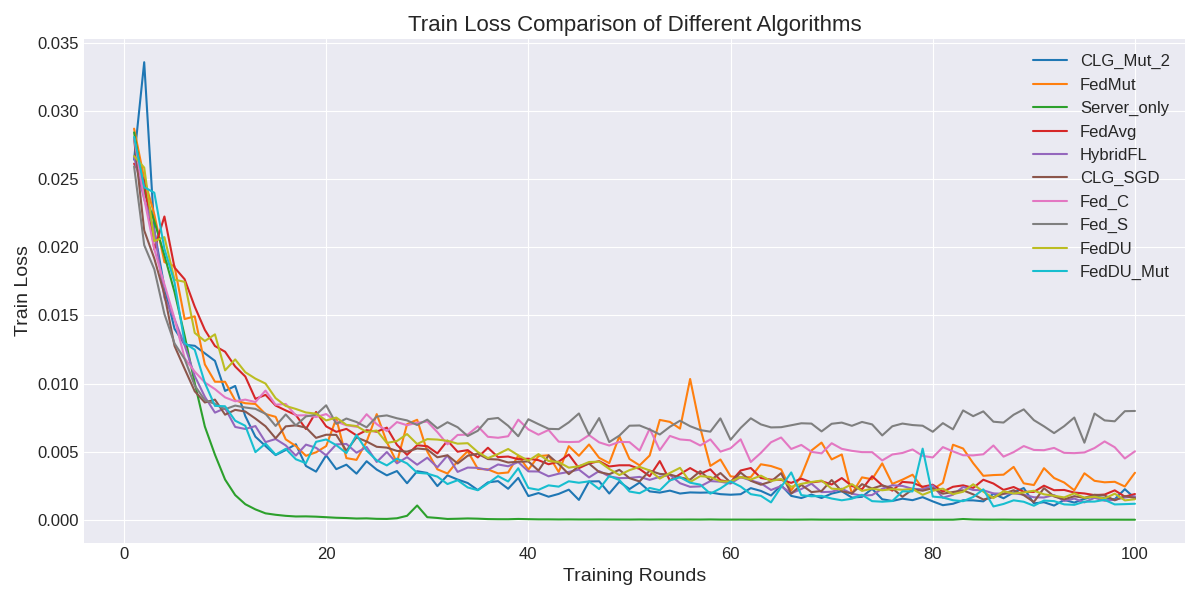 Train Loss Comparison of Different Algorithms
Train Loss
0.035
0.030
0.025
0.020
0.015
0.010
0.005
0.000
CLG_Mut_2
FedMut
Server_only
FedAvg
HybridFL
CLG_SGD
Fed_C
Fed_S
FedDU
FedDU_Mut
0 20 40 60 80 100
Training Rounds